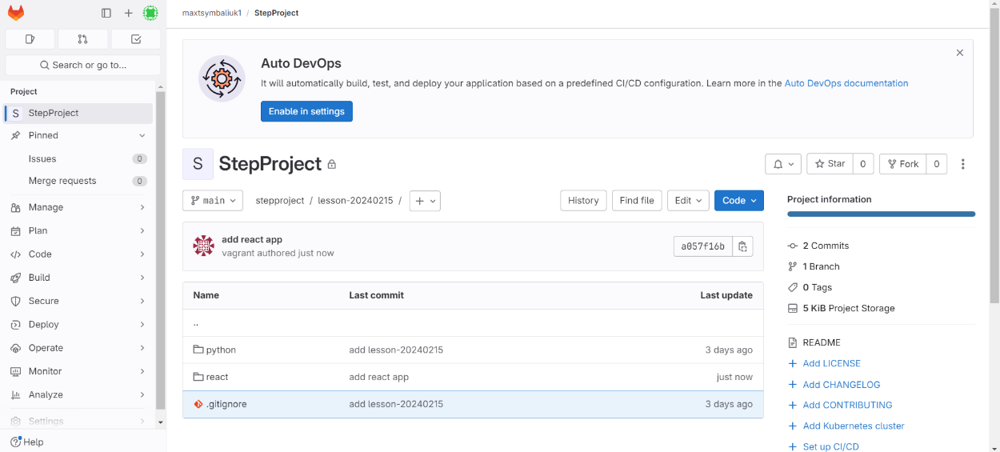 maxtsymbaliuk1 / StepProject
Search or go to...
Project
S StepProject
Pinned
Issues 0
Merge requests 0
Manage
Plan
Code
Build
Secure
Deploy
Operate
Monitor
Analyze
Settings
Help
Auto DevOps
It will automatically build, test, and deploy your application based on a predefined CI/CD configuration. Learn more in the Auto DevOps documentation
Enable in settings
S StepProject
Star 0
Fork 0
main
stepproject / lesson-20240215 /
History
Find file
Edit
Code
add react app
vagrant authored just now
a057f16b
Name Last commit Last update
..
python add lesson-20240215 3 days ago
react add react app just now
.gitignore add lesson-20240215 3 days ago
Project information
2 Commits
1 Branch
0 Tags
5 KiB Project Storage
README
Add LICENSE
Add CHANGELOG
Add CONTRIBUTING
Add Kubernetes cluster
Set up CI/CD